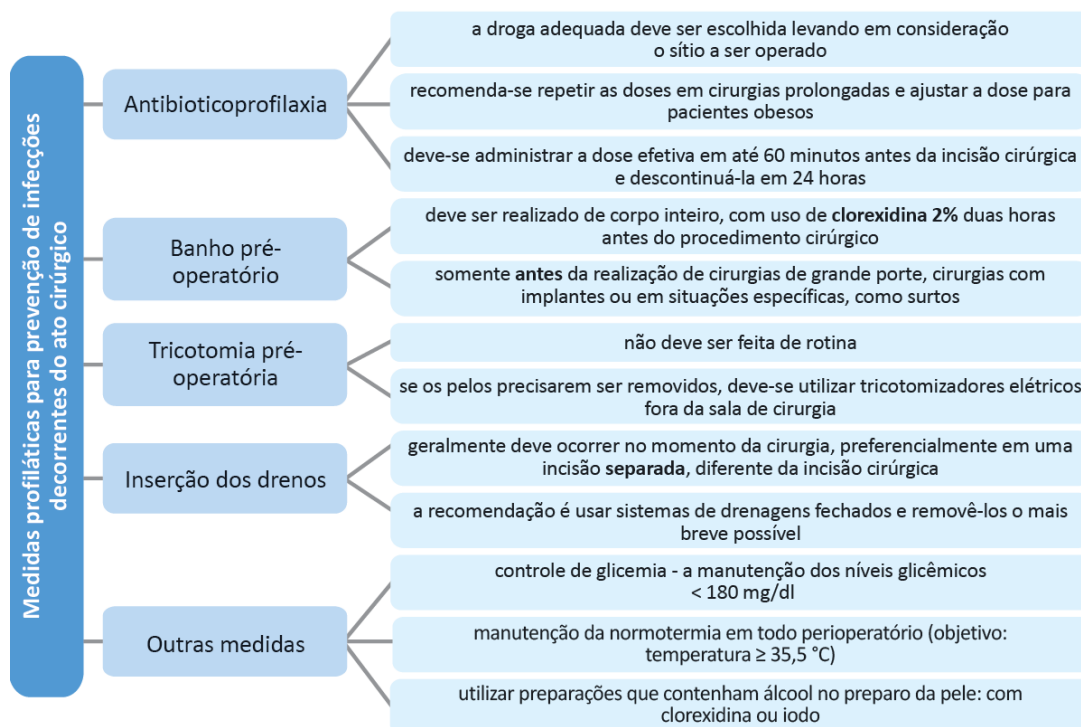 Medidas profiláticas para prevenção de infecções
decorrentes do ato cirúrgico
Antibioticoprofilaxia
a droga adequada deve ser escolhida levando em consideração
o sítio a ser operado
recomenda-se repetir as doses em cirurgias prolongadas e ajustar a dose para
pacientes obesos
deve-se administrar a dose efetiva em até 60 minutos antes da incisão cirúrgica
e descontinuá-la em 24 horas
Banho pré-
operatório
deve ser realizado de corpo inteiro, com uso de clorexidina 2% duas horas
antes do procedimento cirúrgico
somente antes da realização de cirurgias de grande porte, cirurgias com
implantes ou em situações específicas, como surtos
Tricotomia pré-
operatória
não deve ser feita de rotina
se os pelos precisarem ser removidos, deve-se utilizar tricotomizadores elétricos
fora da sala de cirurgia
Inserção dos drenos
geralmente deve ocorrer no momento da cirurgia, preferencialmente em uma
incisão separada, diferente da incisão cirúrgica
a recomendação é usar sistemas de drenagens fechados e removê-los o mais
breve possível
Outras medidas
controle de glicemia - a manutenção dos níveis glicêmicos
< 180 mg/dl
manutenção da normotermia em todo perioperatório (objetivo:
temperatura ≥ 35,5 °C)
utilizar preparações que contenham álcool no preparo da pele: com
clorexidina ou iodo